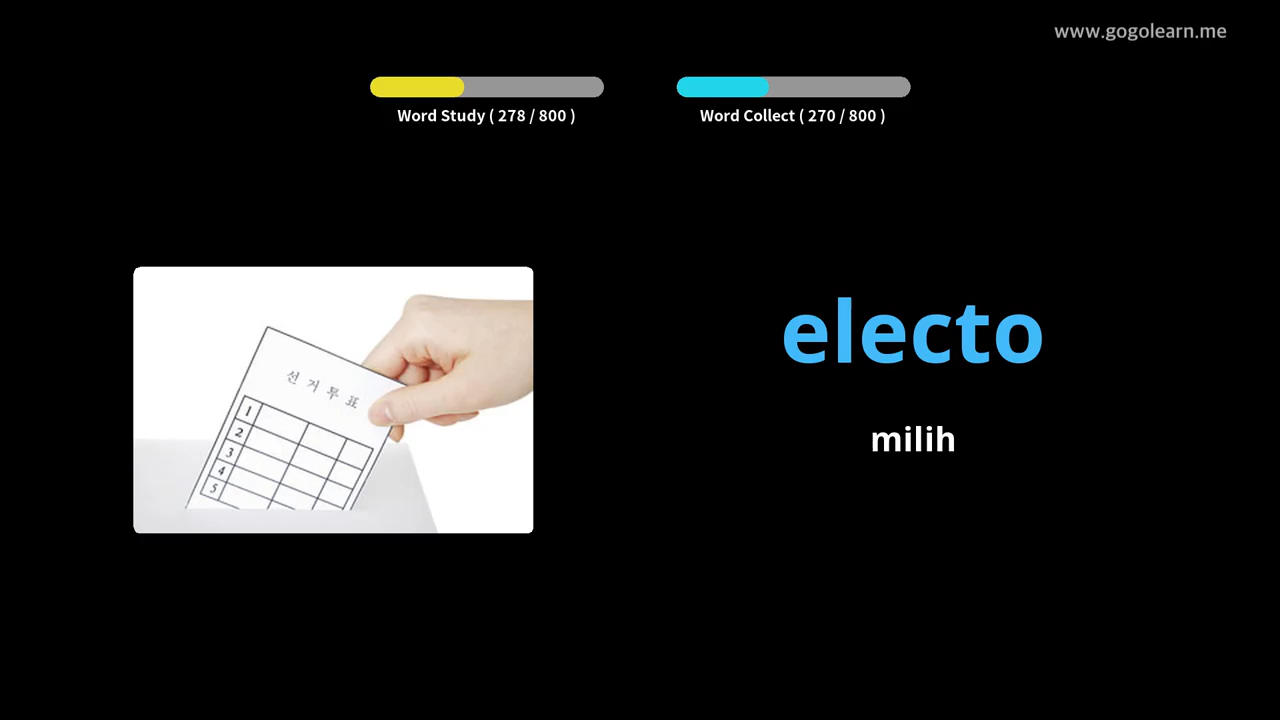 www.gogolearn.me
Word Study ( 278 / 800 )
Word Collect ( 270 / 800 )
선거투표
1
2
3
4
5
electo
milih